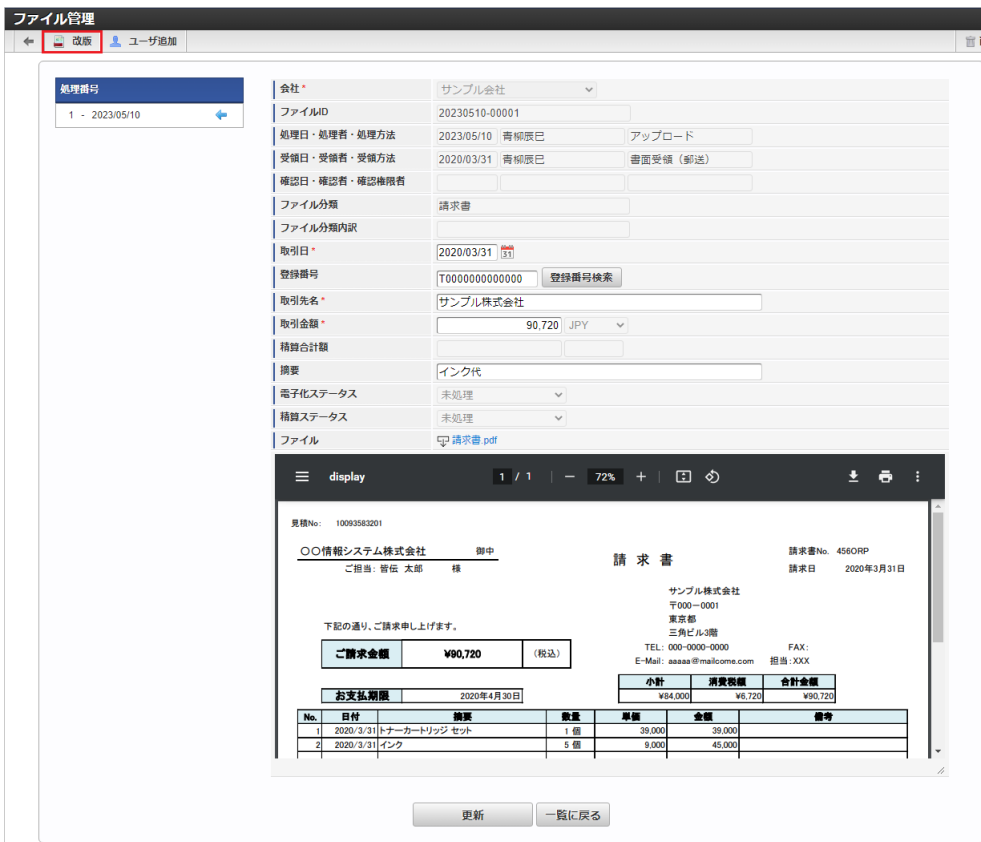 ファイル管理
改版 ユーザ追加
処理番号
1 - 2023/05/10
会社* サンプル会社
ファイルID 20230510-00001
処理日・処理者・処理方法 2023/05/10 青柳辰巳 アップロード
受領日・受領者・受領方法 2020/03/31 青柳辰巳 書面受領（郵送）
確認日・確認者・確認権限者
ファイル分類 請求書
ファイル分類内訳
取引日* 2020/03/31 31
登録番号 T0000000000000 登録番号検索
取引先名* サンプル株式会社
取引金額* 90,720 JPY
精算合計額
摘要 インク代
電子化ステータス 未処理
精算ステータス 未処理
ファイル 請求書.pdf
display 1 / 1 72%
見積No: 10093583201
〇〇情報システム株式会社 御中
ご担当: 皆伝 太郎 様
請 求 書
請求書No. 456ORP
請求日 2020年3月31日
サンプル株式会社
〒000－0001
東京都
三角ビル3階
TEL: 000-0000-0000 FAX:
E-Mail: aaaaa@mailcome.com 担当:XXX
下記の通り、ご請求申し上げます。
ご請求金額 ¥90,720 （税込）
小計 消費税額 合計金額
¥84,000 ¥6,720 ¥90,720
お支払期限 2020年4月30日
No. 日付 摘要 数量 単価 金額 備考
1 2020/3/31 トナーカートリッジ セット 1 個 39,000 39,000
2 2020/3/31 インク 5 個 9,000 45,000
更新 一覧に戻る